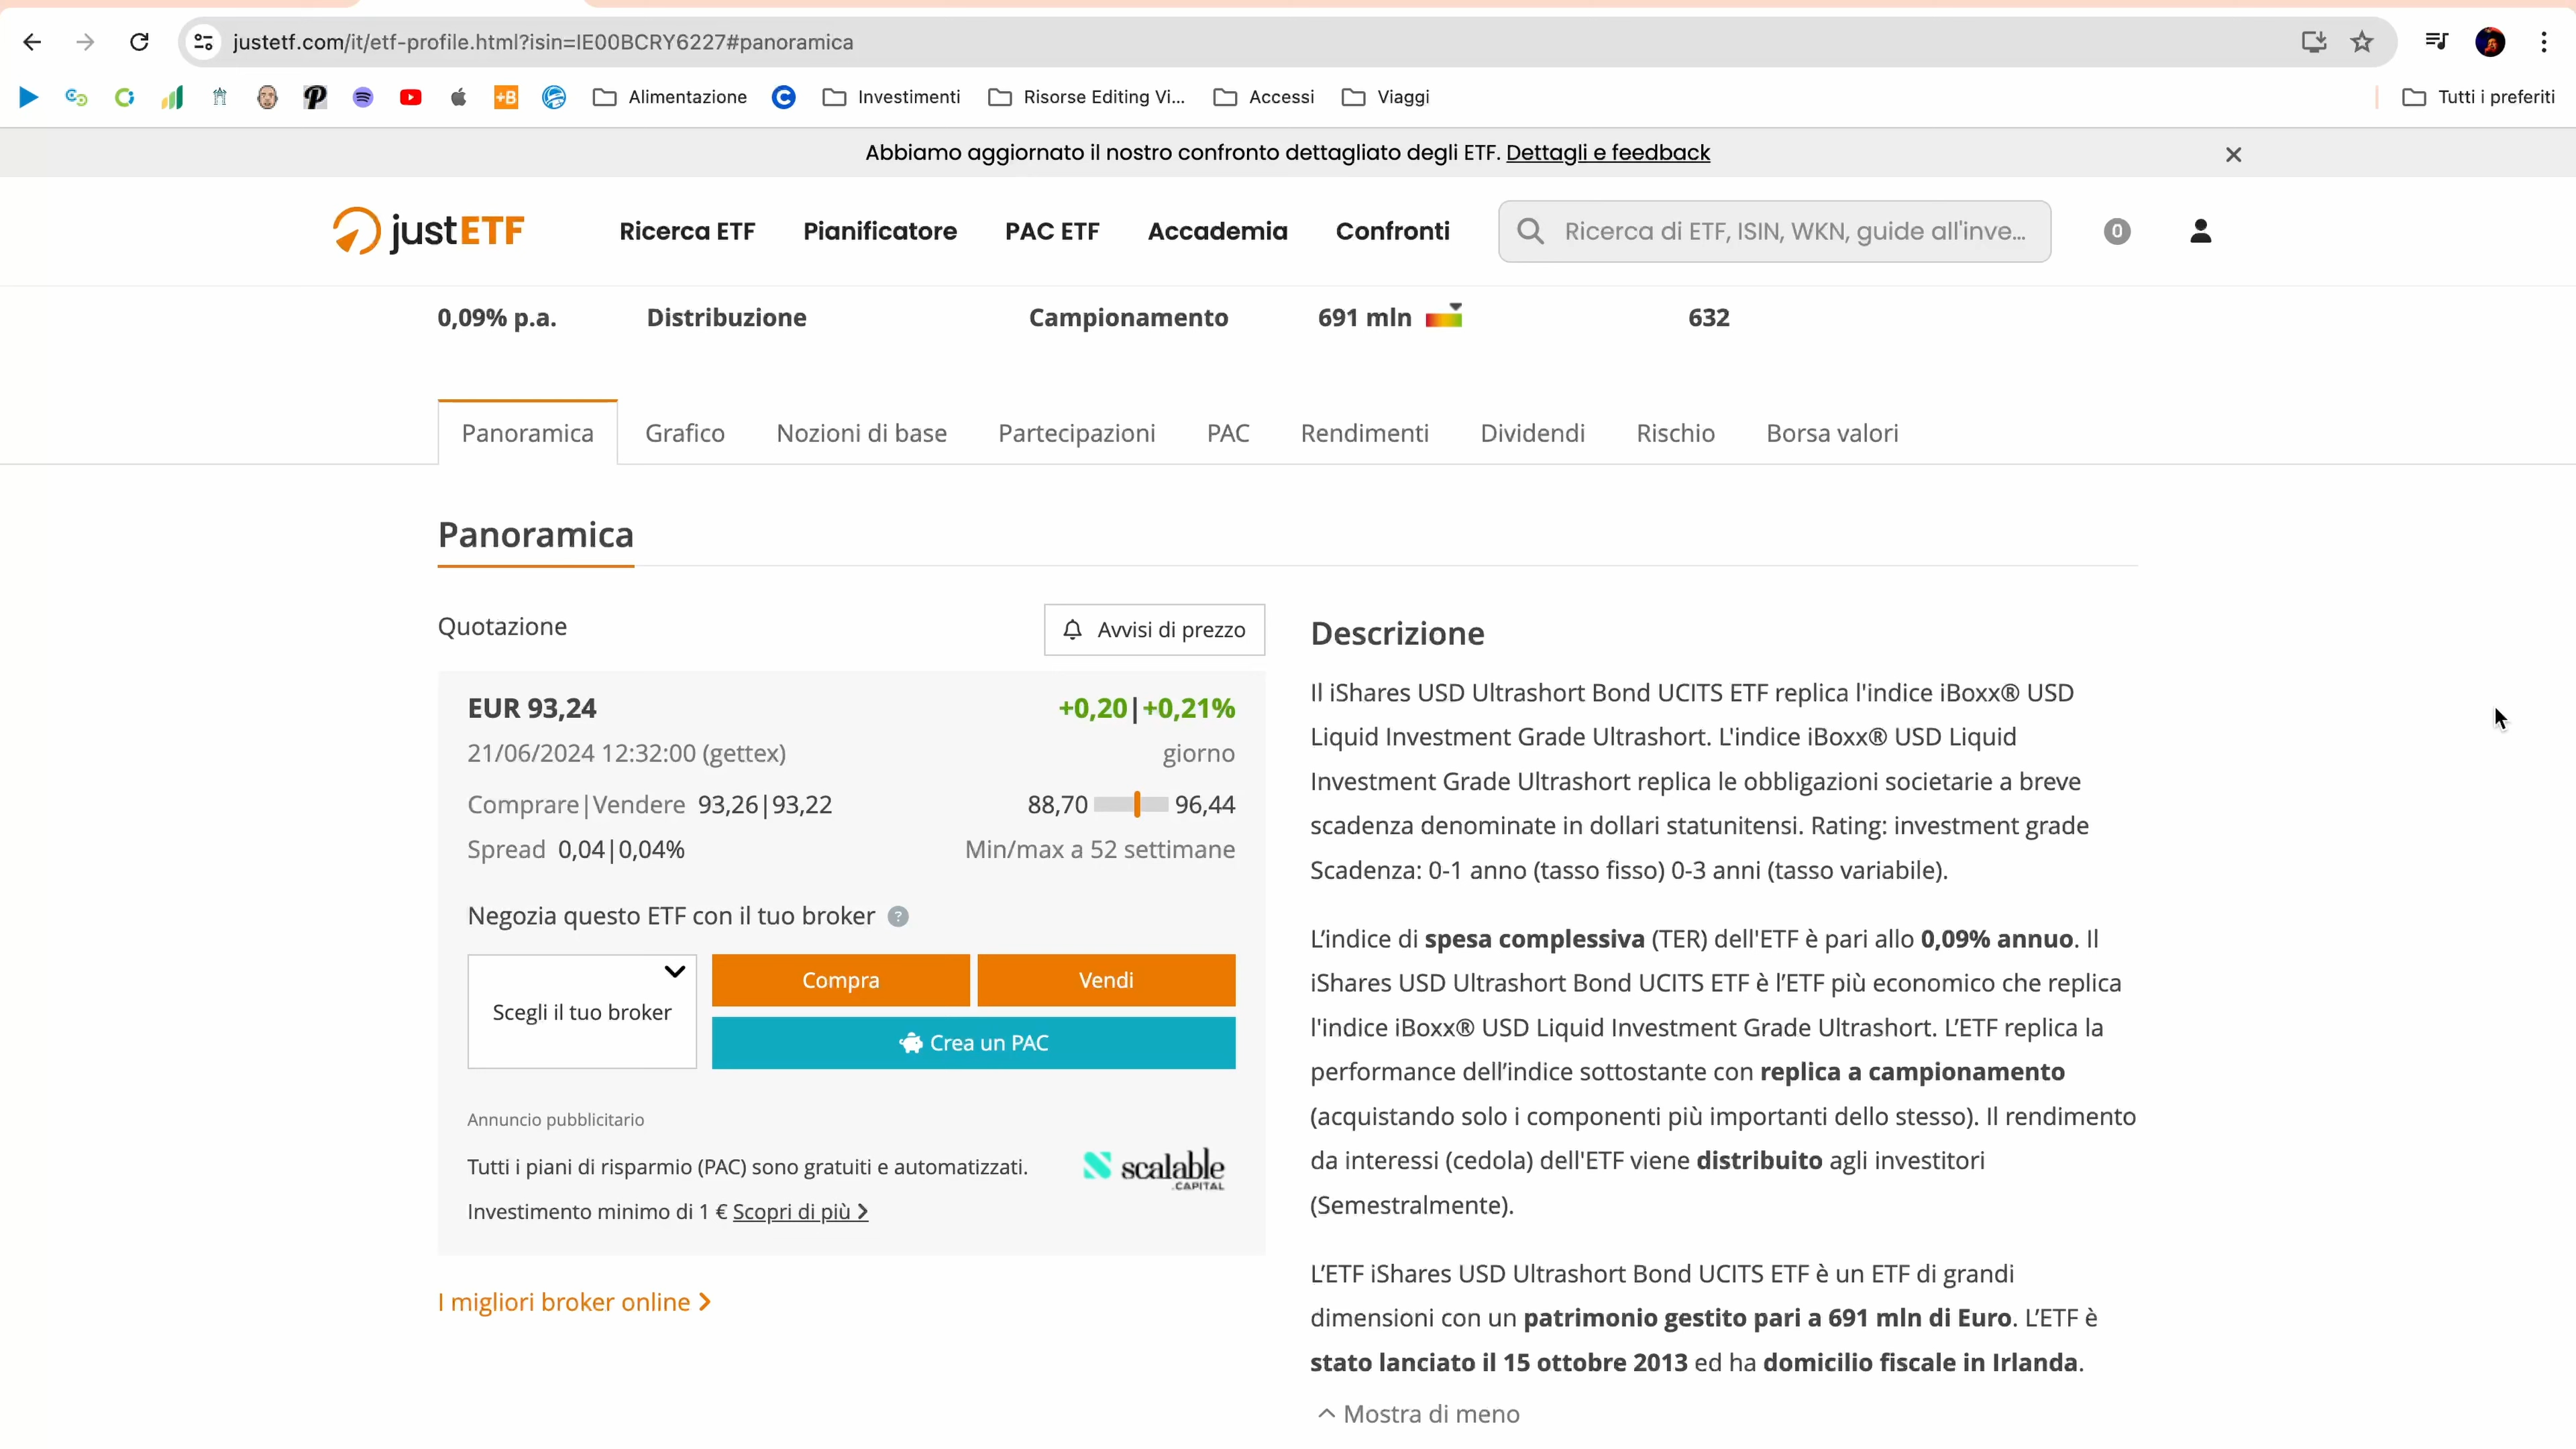 justetf.com/it/etf-profile.html?isin=IE00BCRY6227#panoramica
+B
Alimentazione
C
Investimenti
Risorse Editing Vi...
Accessi
Viaggi
Tutti i preferiti
Abbiamo aggiornato il nostro confronto dettagliato degli ETF. Dettagli e feedback
justETF
Ricerca ETF
Pianificatore
PAC ETF
Accademia
Confronti
Ricerca di ETF, ISIN, WKN, guide all'inve...
0
0,09% p.a.
Distribuzione
Campionamento
691 mln
632
Panoramica
Grafico
Nozioni di base
Partecipazioni
PAC
Rendimenti
Dividendi
Rischio
Borsa valori
Panoramica
Quotazione
Avvisi di prezzo
EUR 93,24
+0,20|+0,21%
21/06/2024 12:32:00 (gettex)
giorno
Comprare|Vendere 93,26|93,22
88,70 96,44
Spread 0,04|0,04%
Min/max a 52 settimane
Negozia questo ETF con il tuo broker ?
Scegli il tuo broker
Compra
Vendi
Crea un PAC
Annuncio pubblicitario
Tutti i piani di risparmio (PAC) sono gratuiti e automatizzati.
Investimento minimo di 1 € Scopri di più
scalable
.CAPITAL
I migliori broker online
Descrizione
Il iShares USD Ultrashort Bond UCITS ETF replica l'indice iBoxx® USD
Liquid Investment Grade Ultrashort. L'indice iBoxx® USD Liquid
Investment Grade Ultrashort replica le obbligazioni societarie a breve
scadenza denominate in dollari statunitensi. Rating: investment grade
Scadenza: 0-1 anno (tasso fisso) 0-3 anni (tasso variabile).
L’indice di spesa complessiva (TER) dell'ETF è pari allo 0,09% annuo. Il
iShares USD Ultrashort Bond UCITS ETF è l’ETF più economico che replica
l'indice iBoxx® USD Liquid Investment Grade Ultrashort. L’ETF replica la
performance dell’indice sottostante con replica a campionamento
(acquistando solo i componenti più importanti dello stesso). Il rendimento
da interessi (cedola) dell'ETF viene distribuito agli investitori
(Semestralmente).
L’ETF iShares USD Ultrashort Bond UCITS ETF è un ETF di grandi
dimensioni con un patrimonio gestito pari a 691 mln di Euro. L’ETF è
stato lanciato il 15 ottobre 2013 ed ha domicilio fiscale in Irlanda.
Mostra di meno